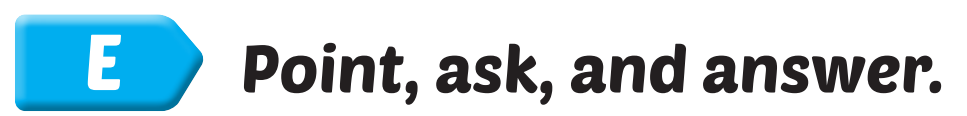 E Point, ask, and answer.